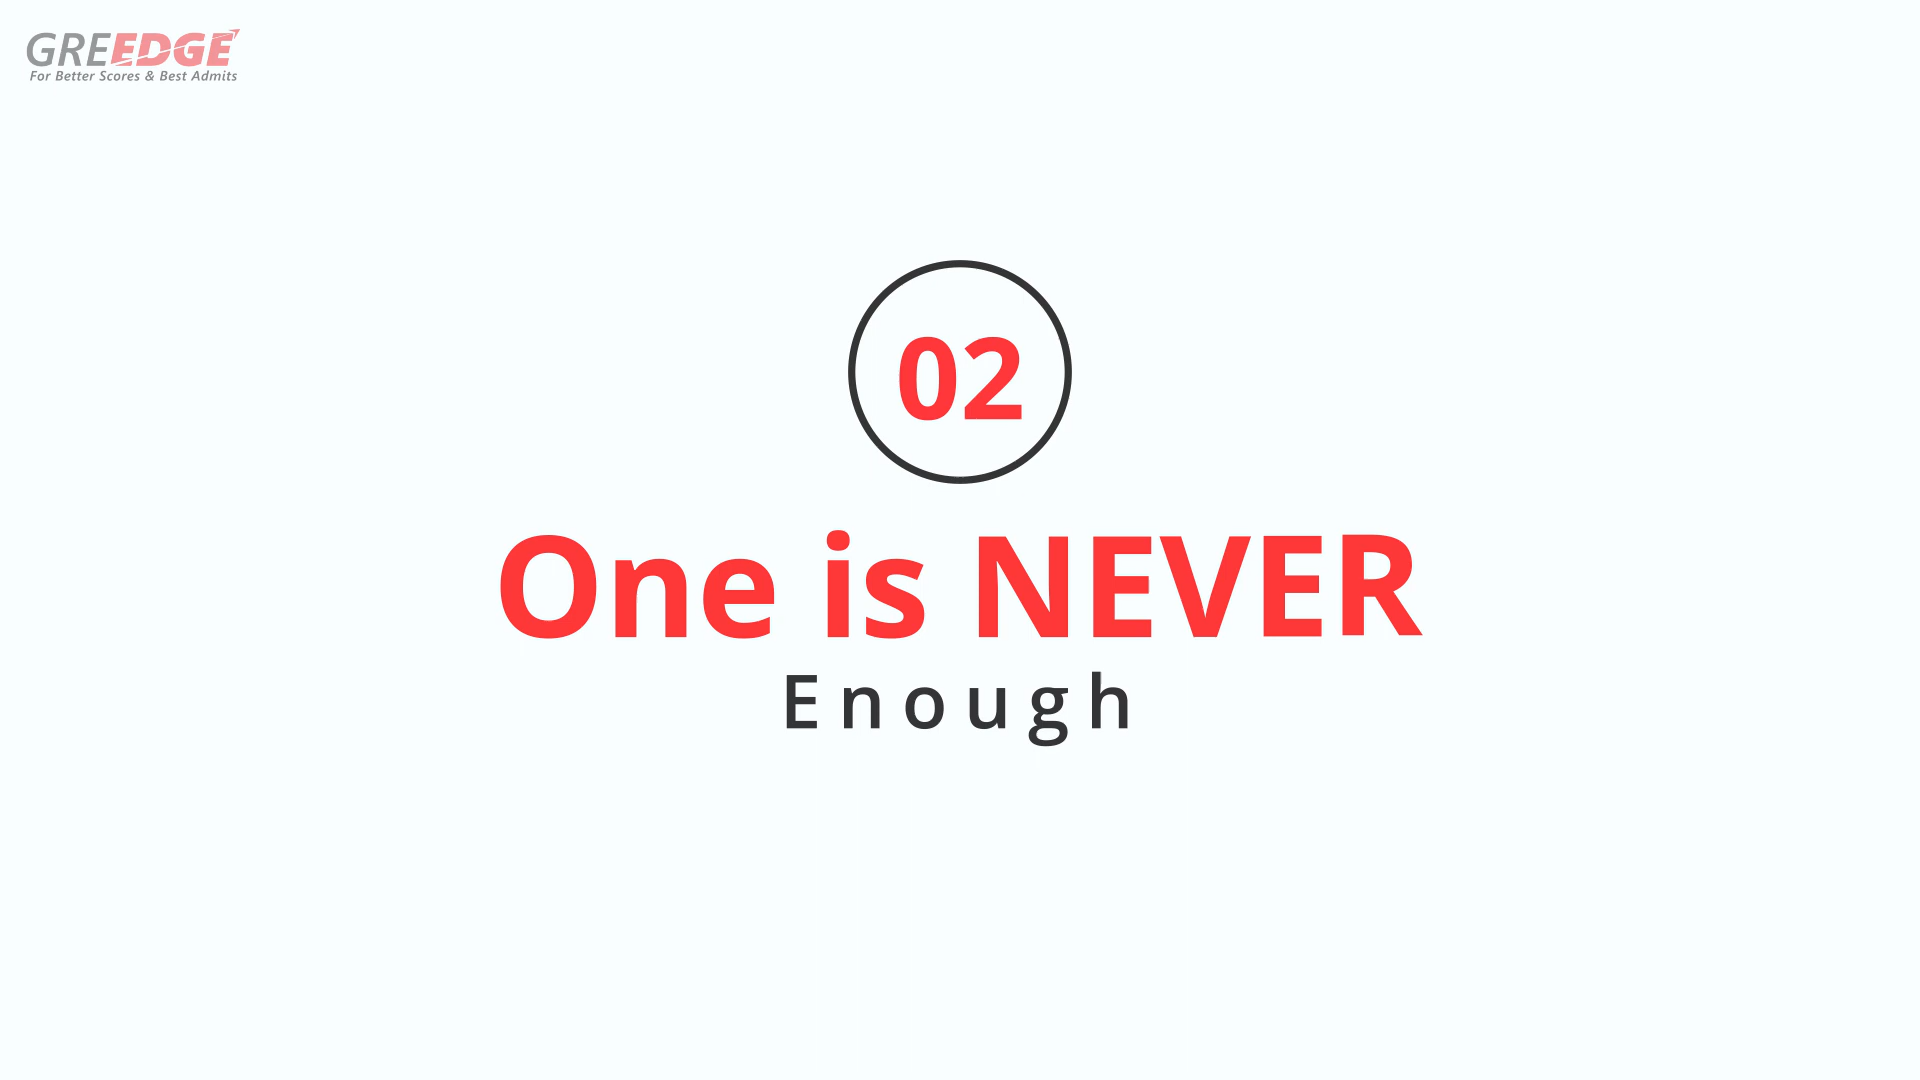 GREEDGE
For Better Scores & Best Admits
02
One is NEVER
Enough